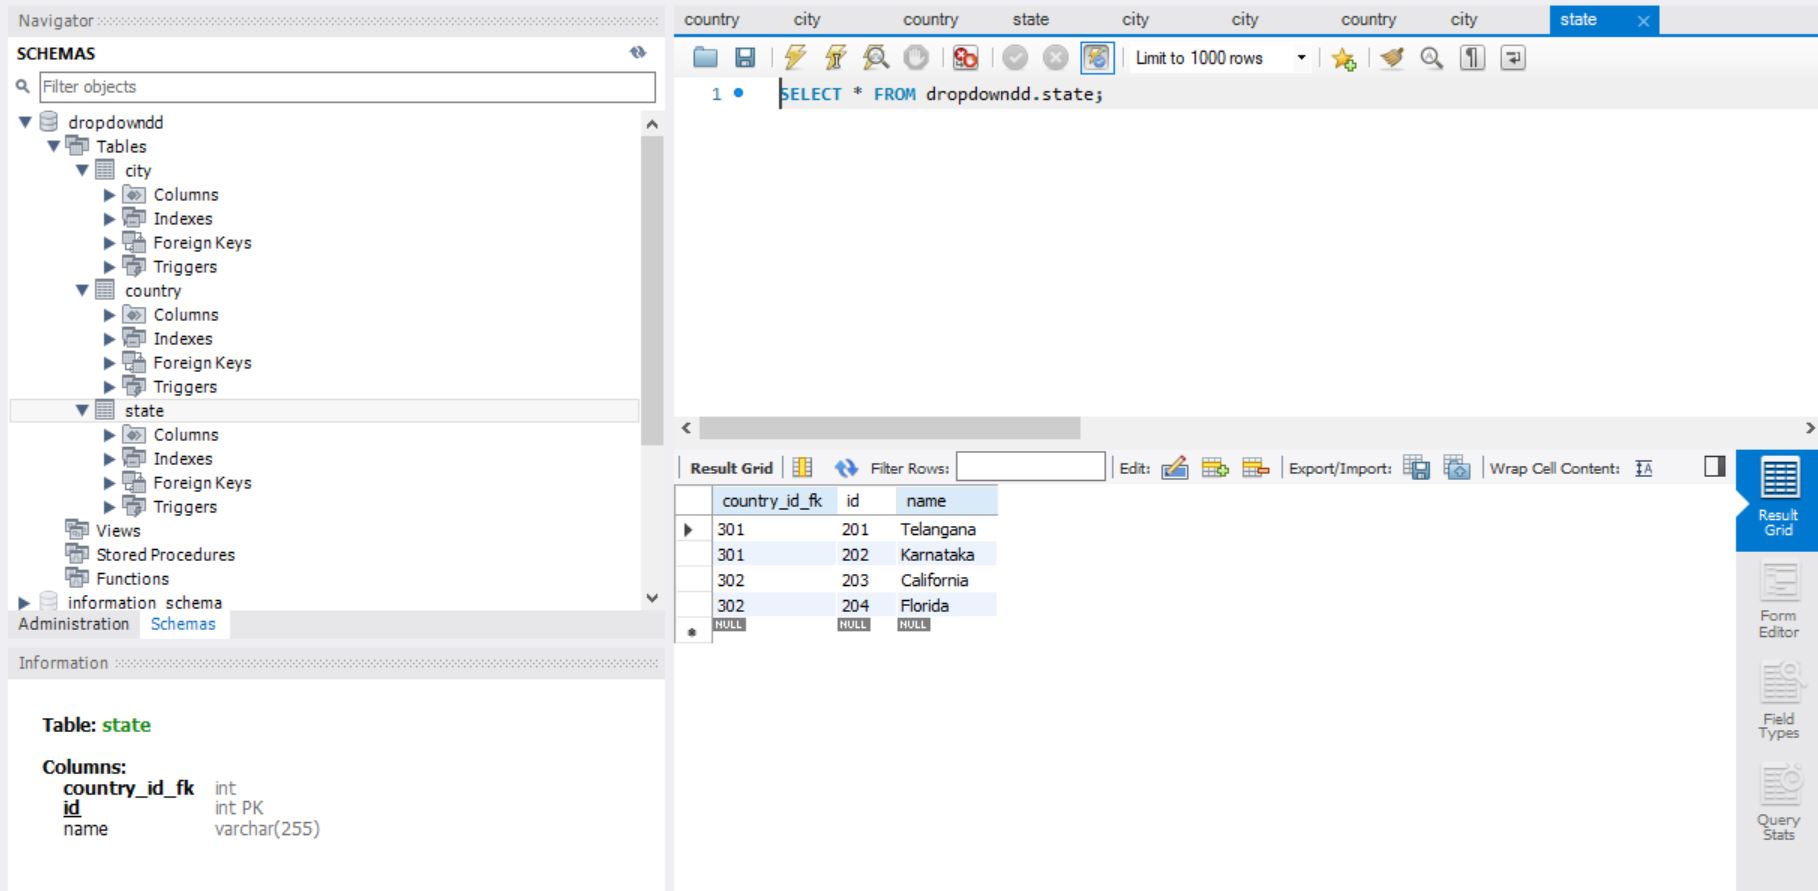 Navigator
SCHEMAS
Filter objects
dropdowndd
Tables
city
Columns
Indexes
Foreign Keys
Triggers
country
Columns
Indexes
Foreign Keys
Triggers
state
Columns
Indexes
Foreign Keys
Triggers
Views
Stored Procedures
Functions
information_schema
Administration Schemas
Information
Table: state
Columns:
country_id_fk int
id int PK
name varchar(255)
country city country state city city country city state
Limit to 1000 rows
1 SELECT * FROM dropdowndd.state;
Result Grid Filter Rows: Edit: Export/Import: Wrap Cell Content:
country_id_fk id name
301 201 Telangana
301 202 Karnataka
302 203 California
302 204 Florida
NULL NULL NULL
Result
Grid
Form
Editor
Field
Types
Query
Stats